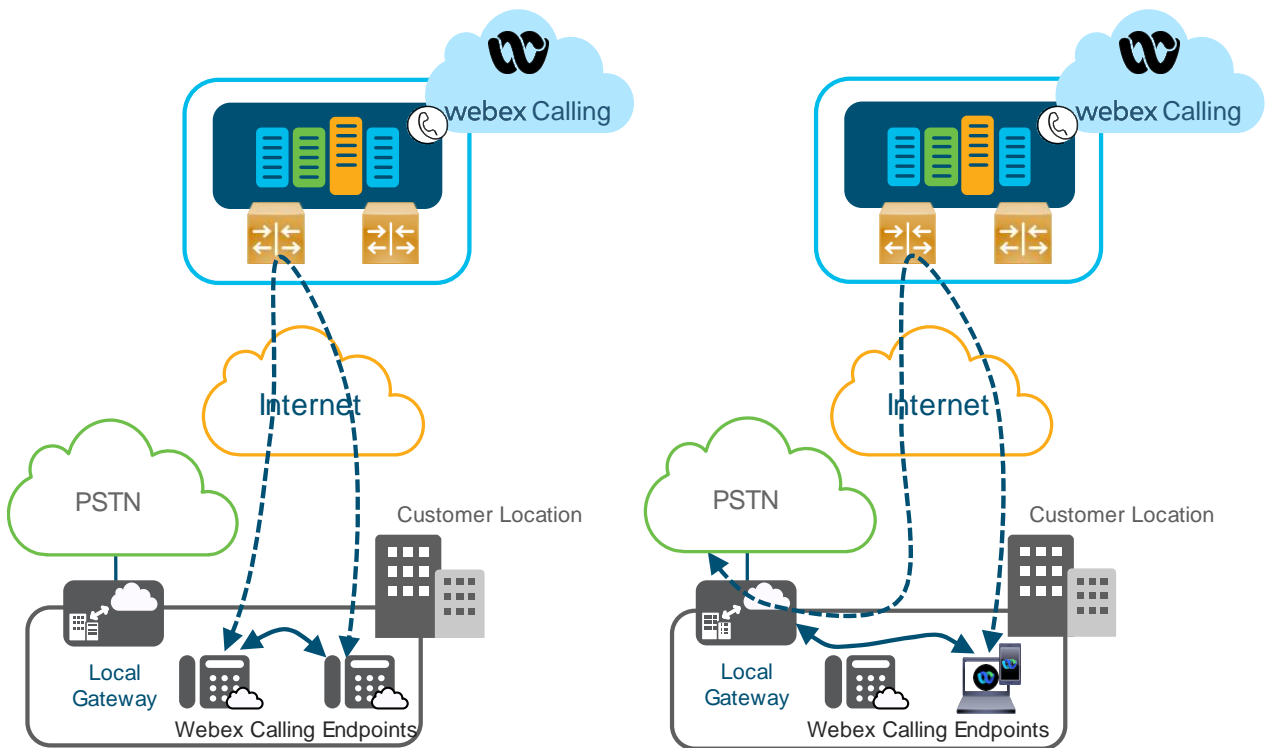 webex Calling
Internet
PSTN
Customer Location
Local
Gateway
Webex Calling Endpoints
webex Calling
Internet
PSTN
Customer Location
Local
Gateway
Webex Calling Endpoints